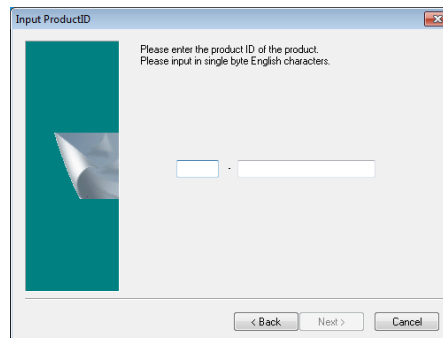 Input ProductID
Please enter the product ID of the product.
Please input in single byte English characters.
-
< Back
Next >
Cancel